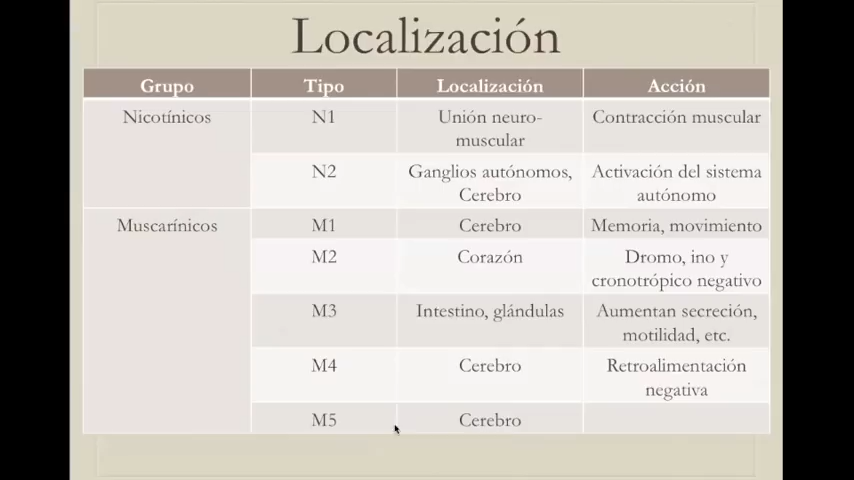 Localización
Grupo Tipo Localización Acción
Nicotínicos N1 Unión neuro- Contracción muscular
muscular
N2 Ganglios autónomos, Activación del sistema
Cerebro autónomo
Muscarínicos M1 Cerebro Memoria, movimiento
M2 Corazón Dromo, ino y
cronotrópico negativo
M3 Intestino, glándulas Aumentan secreción,
motilidad, etc.
M4 Cerebro Retroalimentación
negativa
M5 Cerebro